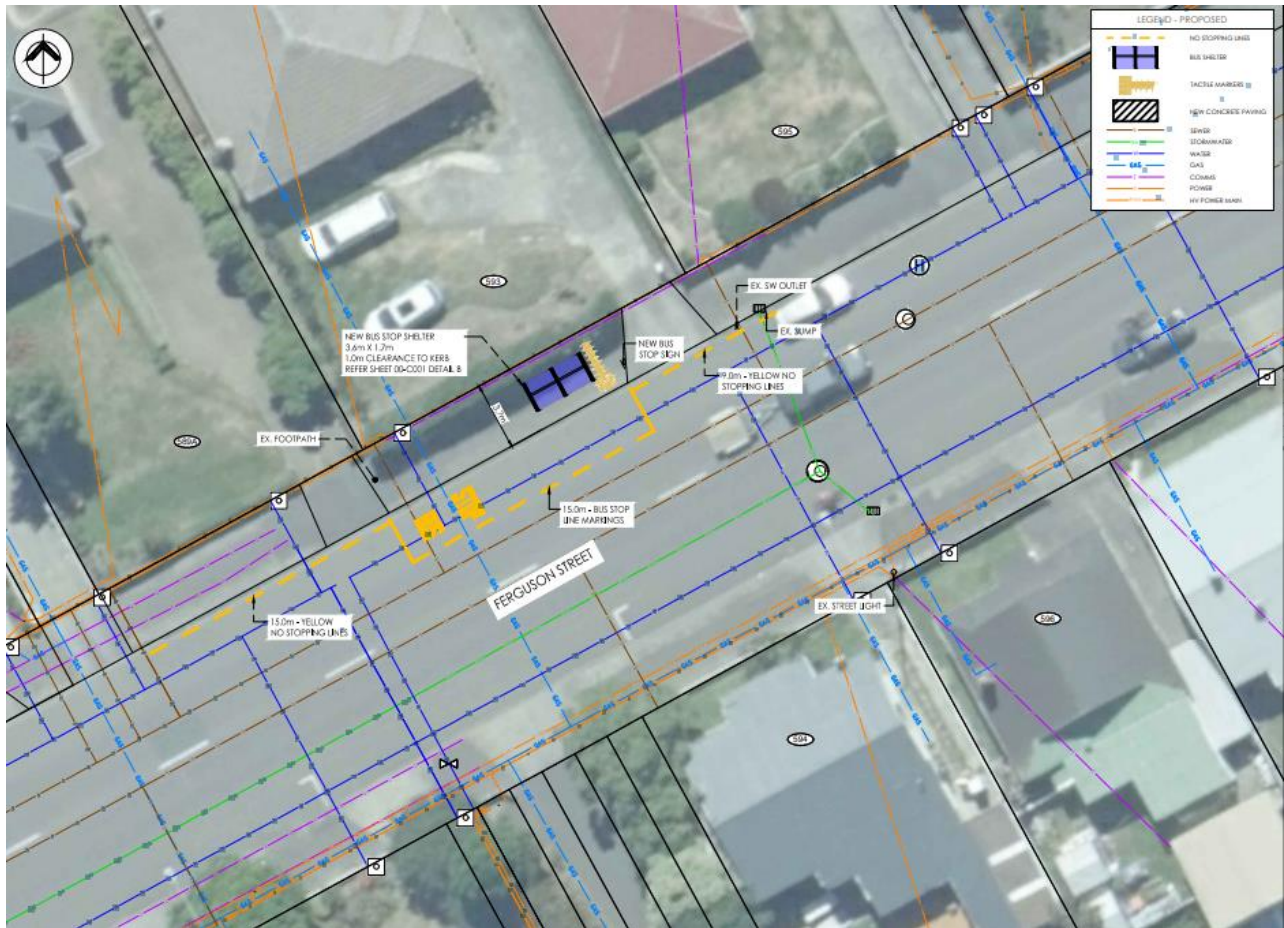 LEGEND - PROPOSED
NO STOPPING LINES
BUS SHELTER
TACTILE MARKERS
NEW CONCRETE PAVING
SEWER
STORMWATER
WATER
GAS
GAS
COMMS
POWER
HV POWER MAIN
595
593
EX. SW OUTLET
EX. SUMP
NEW BUS STOP SHELTER
3.6m X 1.7m
1.0m CLEARANCE TO KERB
REFER SHEET 00-C001 DETAIL B
NEW BUS
STOP SIGN
9.0m - YELLOW NO
STOPPING LINES
H
3.7m
589A
EX. FOOTPATH
15.0m - BUS STOP
LINE MARKINGS
FERGUSON STREET
15.0m - YELLOW
NO STOPPING LINES
EX. STREET LIGHT
596
594